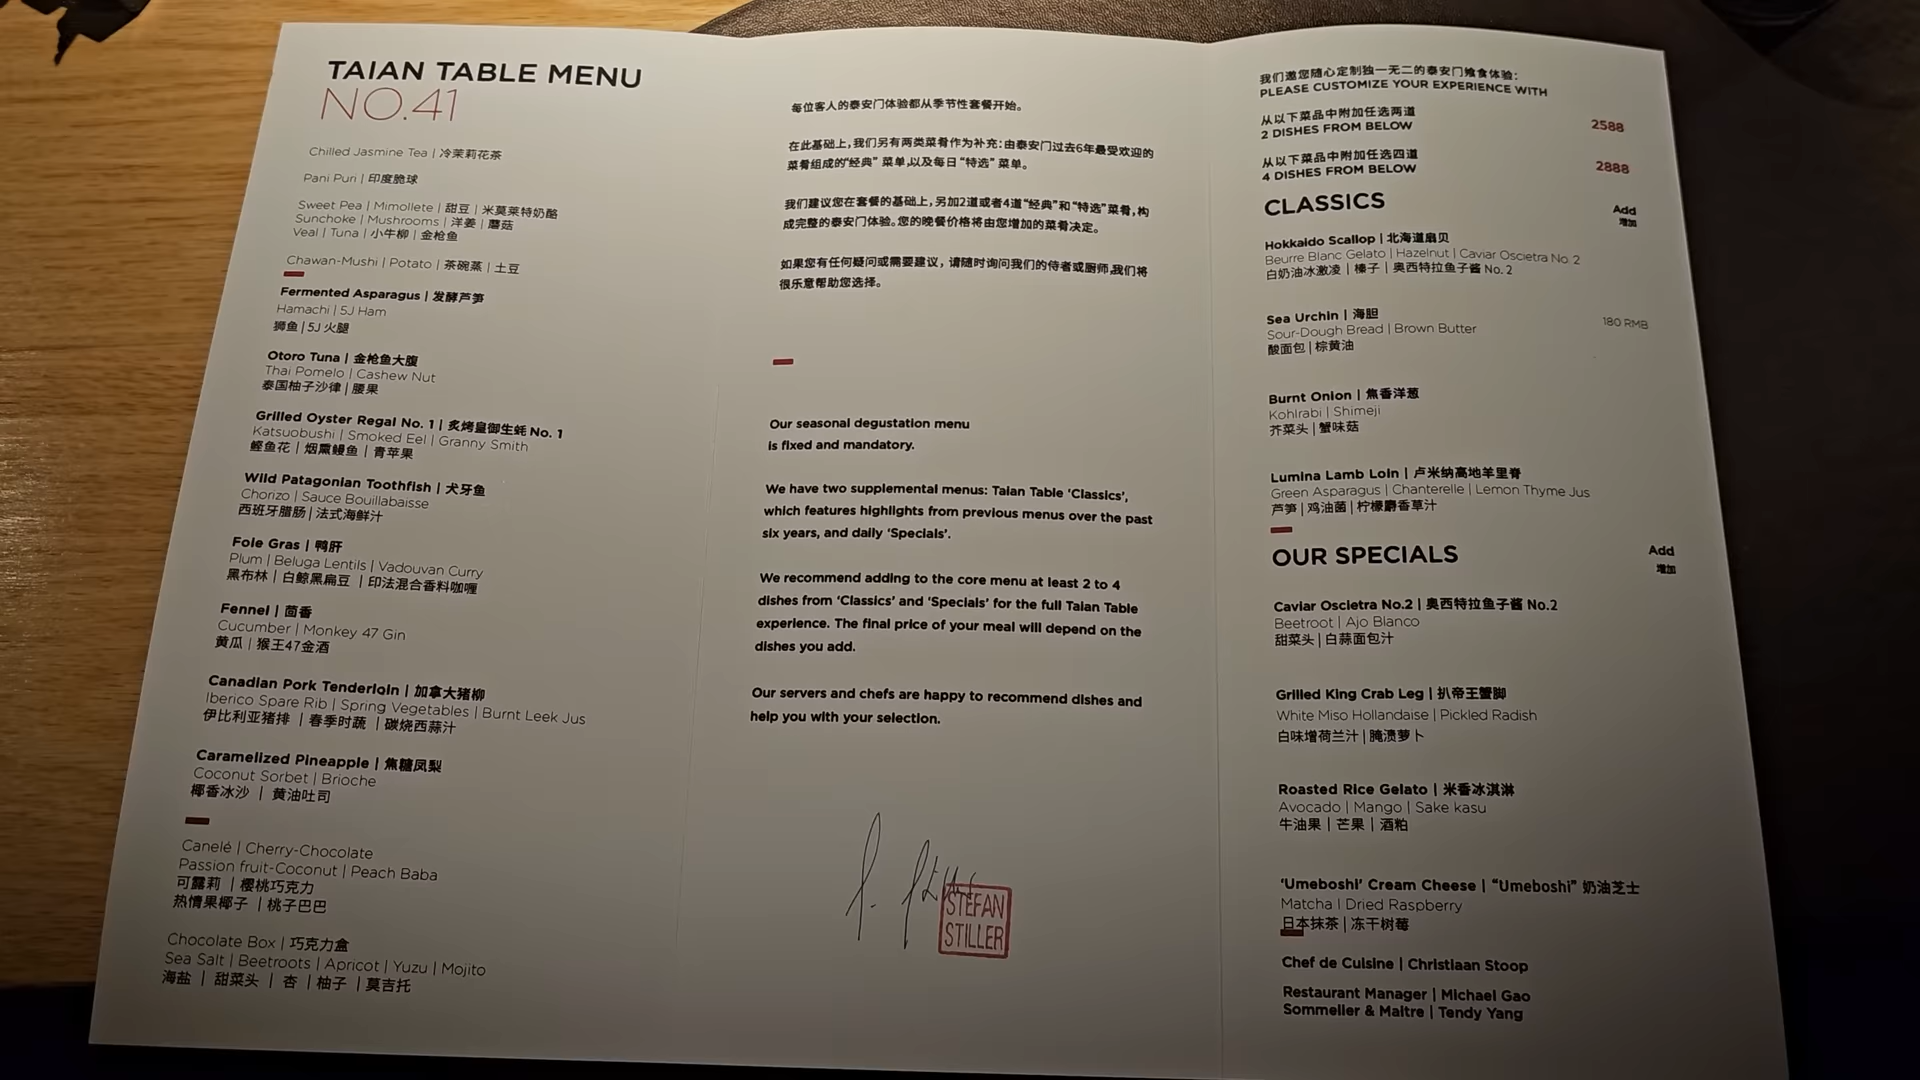 TAIAN TABLE MENU
NO.41
Chilled Jasmine Tea | 冷茉莉花茶
Pani Puri | 印度脆球
Sweet Pea | Mimollete | 甜豆 | 米莫莱特奶酪
Sunchoke | Mushrooms | 洋姜 | 蘑菇
Veal | Tuna | 小牛柳 | 金枪鱼
Chawan-Mushi | Potato | 茶碗蒸 | 土豆
Fermented Asparagus | 发酵芦笋
Hamachi | 5J Ham
狮鱼 | 5J 火腿
Otoro Tuna | 金枪鱼大腹
Thai Pomelo | Cashew Nut
泰国柚子沙律 | 腰果
Grilled Oyster Regal No. 1 | 炙烤皇御生蚝 No. 1
Katsuobushi | Smoked Eel | Granny Smith
鲣鱼花 | 烟熏鳗鱼 | 青苹果
Wild Patagonian Toothfish | 犬牙鱼
Chorizo | Sauce Bouillabaisse
西班牙腊肠 | 法式海鲜汁
Foie Gras | 鸭肝
Plum | Beluga Lentils | Vadouvan Curry
黑布林 | 白鲸黑扁豆 | 印法混合香料咖喱
Fennel | 茴香
Cucumber | Monkey 47 Gin
黄瓜 | 猴王47金酒
Canadian Pork Tenderloin | 加拿大猪柳
Iberico Spare Rib | Spring Vegetables | Burnt Leek Jus
伊比利亚猪排 | 春季时蔬 | 碳烧西蒜汁
Caramelized Pineapple | 焦糖凤梨
Coconut Sorbet | Brioche
椰香冰沙 | 黄油吐司
Canelé | Cherry-Chocolate
Passion fruit-Coconut | Peach Baba
可露莉 | 樱桃巧克力
热情果椰子 | 桃子巴巴
Chocolate Box | 巧克力盒
Sea Salt | Beetroots | Apricot | Yuzu | Mojito
海盐 | 甜菜头 | 杏 | 柚子 | 莫吉托
每位客人的泰安门体验都从季节性套餐开始。
在此基础上，我们另有两类菜肴作为补充：由泰安门过去6年最受欢迎的
菜肴组成的“经典” 菜单，以及每日 “特选” 菜单。
我们建议您在套餐的基础上，另加2道或者4道“经典”和“特选”菜肴，构
成完整的泰安门体验。您的晚餐价格将由您增加的菜肴决定。
如果您有任何疑问或需要建议，请随时询问我们的侍者或厨师，我们将
很乐意帮助您选择。
Our seasonal degustation menu
is fixed and mandatory.
We have two supplemental menus: Taian Table ‘Classics’,
which features highlights from previous menus over the past
six years, and daily ‘Specials’.
We recommend adding to the core menu at least 2 to 4
dishes from ‘Classics’ and ‘Specials’ for the full Taian Table
experience. The final price of your meal will depend on the
dishes you add.
Our servers and chefs are happy to recommend dishes and
help you with your selection.
STEFAN
STILLER
我们邀您随心定制独一无二的泰安门飨食体验：
PLEASE CUSTOMIZE YOUR EXPERIENCE WITH
从以下菜品中附加任选两道
2 DISHES FROM BELOW 2588
从以下菜品中附加任选四道
4 DISHES FROM BELOW 2888
CLASSICS Add
增加
Hokkaido Scallop | 北海道扇贝
Beurre Blanc Gelato | Hazelnut | Caviar Oscietra No. 2
白奶油冰激凌 | 榛子 | 奥西特拉鱼子酱 No. 2
Sea Urchin | 海胆 180 RMB
Sour-Dough Bread | Brown Butter
酸面包 | 棕黄油
Burnt Onion | 焦香洋葱
Kohlrabi | Shimeji
芥菜头 | 蟹味菇
Lumina Lamb Loin | 卢米纳高地羊里脊
Green Asparagus | Chanterelle | Lemon Thyme Jus
芦笋 | 鸡油菌 | 柠檬麝香草汁
OUR SPECIALS Add
增加
Caviar Oscietra No.2 | 奥西特拉鱼子酱 No.2
Beetroot | Ajo Blanco
甜菜头 | 白蒜面包汁
Grilled King Crab Leg | 扒帝王蟹脚
White Miso Hollandaise | Pickled Radish
白味增荷兰汁 | 腌渍萝卜
Roasted Rice Gelato | 米香冰淇淋
Avocado | Mango | Sake kasu
牛油果 | 芒果 | 酒粕
‘Umeboshi’ Cream Cheese | “Umeboshi” 奶油芝士
Matcha | Dried Raspberry
日本抹茶 | 冻干树莓
Chef de Cuisine | Christiaan Stoop
Restaurant Manager | Michael Gao
Sommelier & Maitre | Tendy Yang